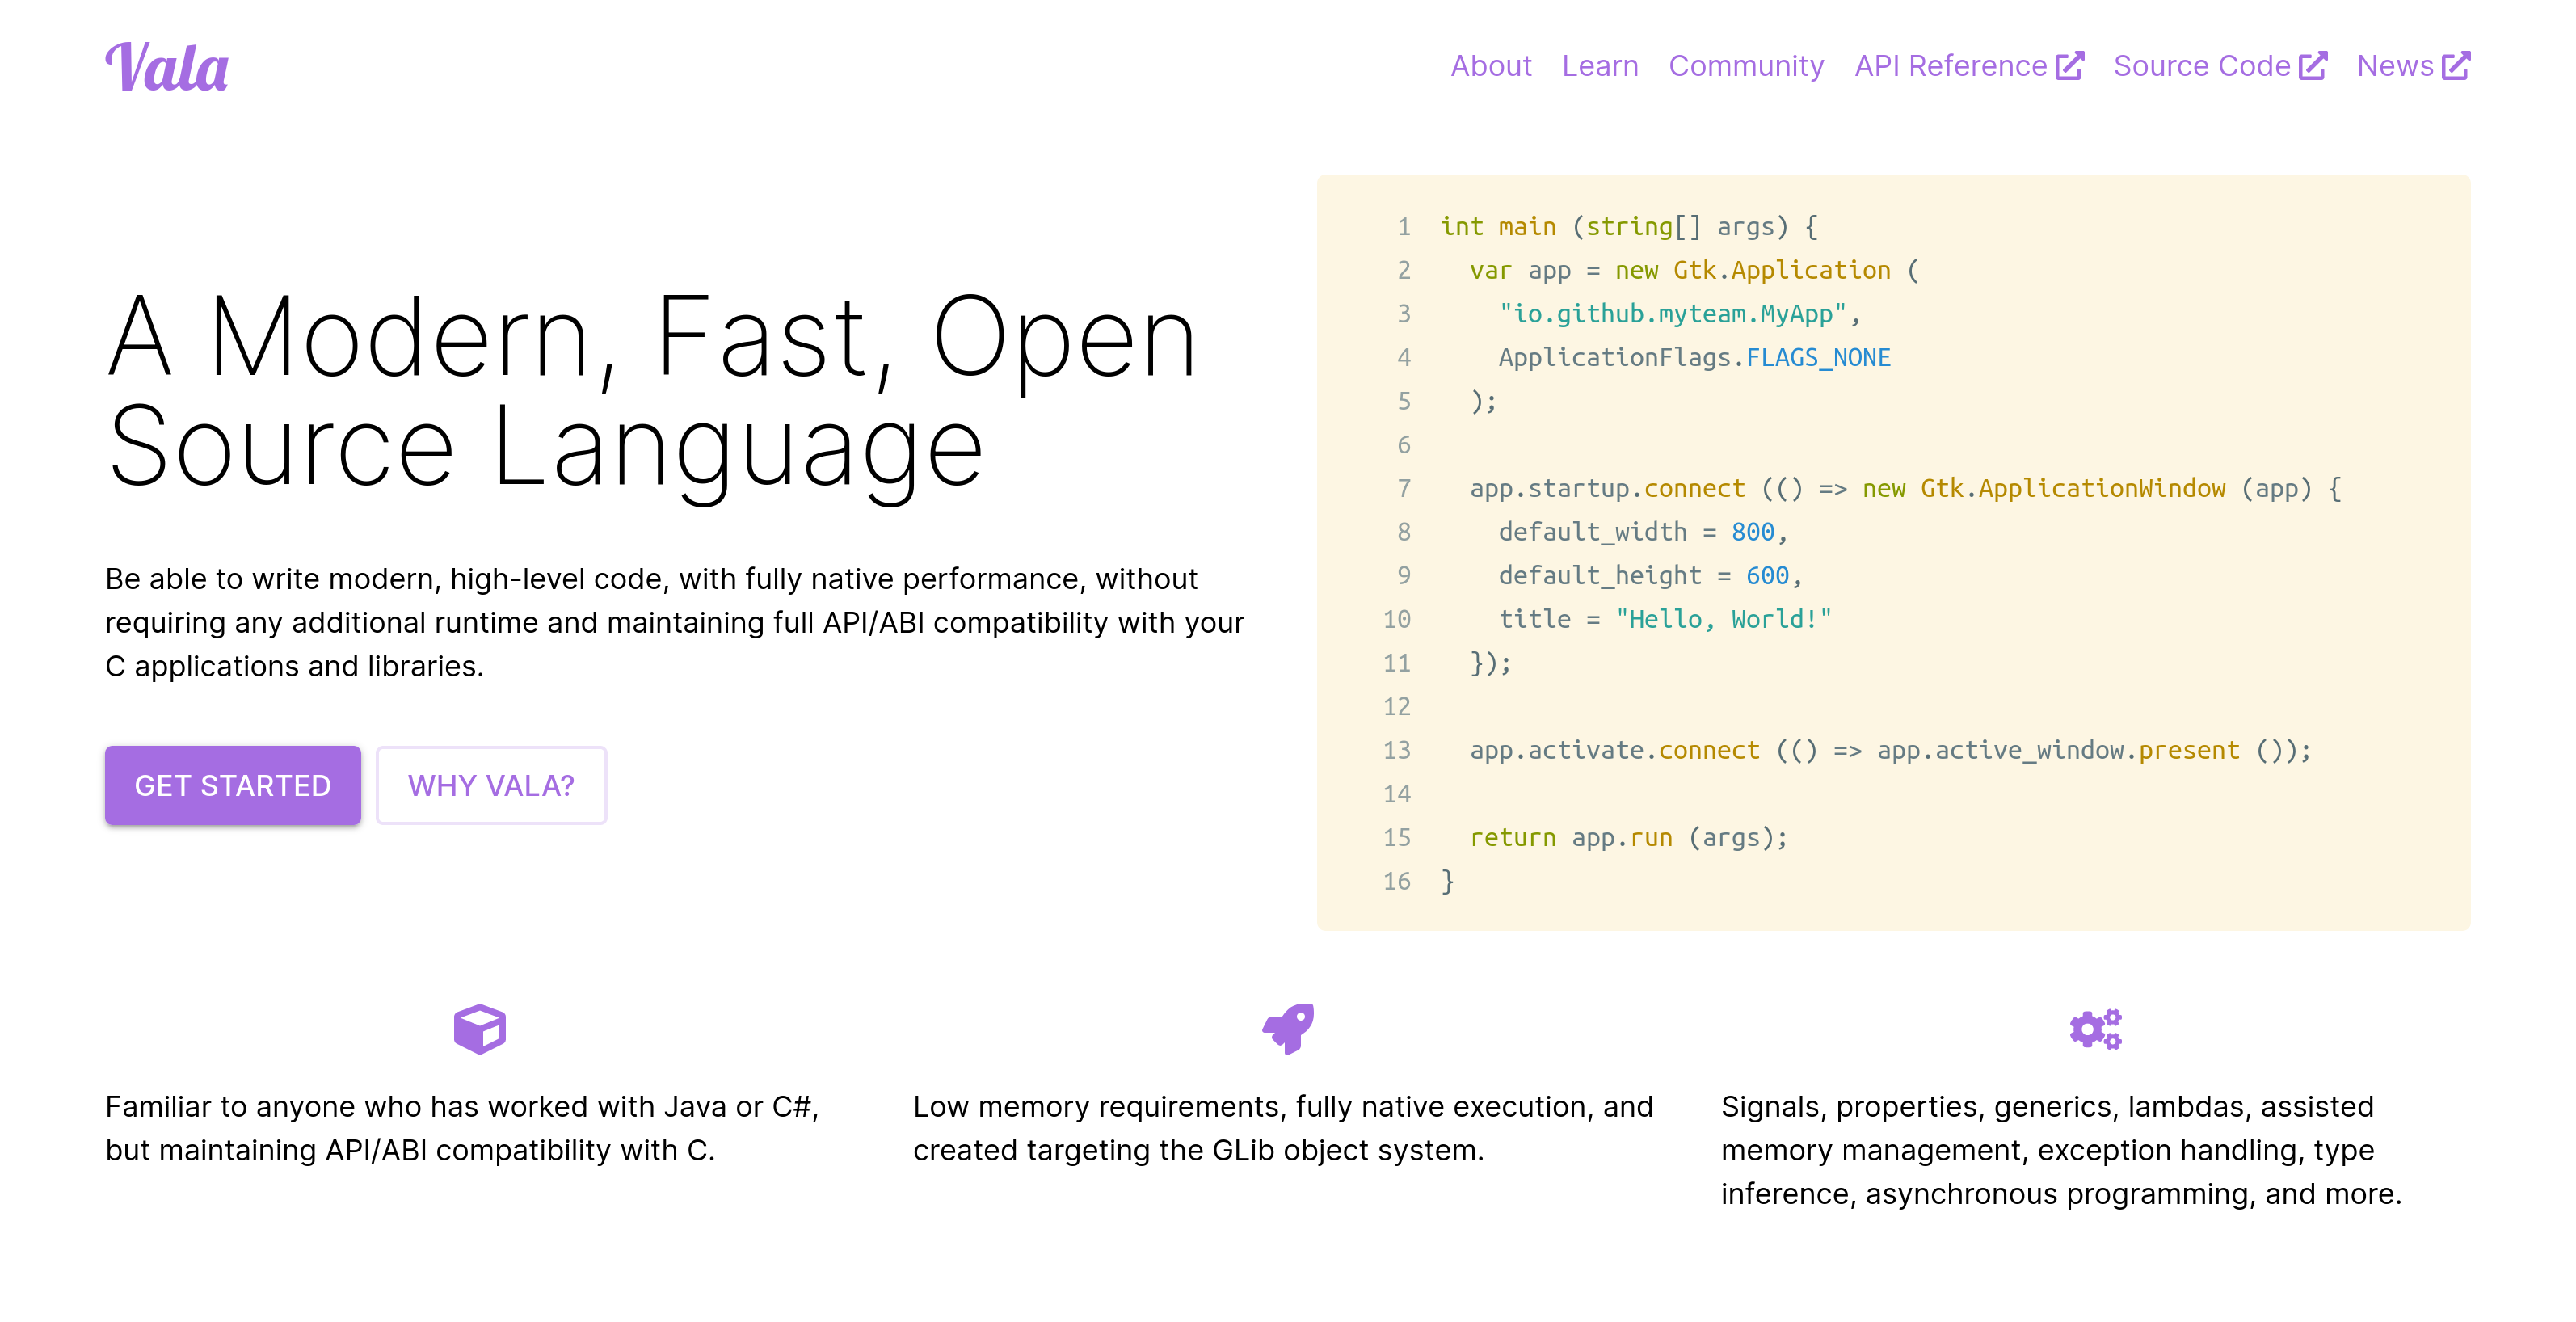 Vala
About Learn Community API Reference Source Code News
A Modern, Fast, Open
Source Language
Be able to write modern, high-level code, with fully native performance, without
requiring any additional runtime and maintaining full API/ABI compatibility with your
C applications and libraries.
GET STARTED WHY VALA?
1 int main (string[] args) {
2   var app = new Gtk.Application (
3     "io.github.myteam.MyApp",
4     ApplicationFlags.FLAGS_NONE
5   );
6
7   app.startup.connect (() => new Gtk.ApplicationWindow (app) {
8     default_width = 800,
9     default_height = 600,
10     title = "Hello, World!"
11   });
12
13   app.activate.connect (() => app.active_window.present ());
14
15   return app.run (args);
16 }
Familiar to anyone who has worked with Java or C#,
but maintaining API/ABI compatibility with C.
Low memory requirements, fully native execution, and
created targeting the GLib object system.
Signals, properties, generics, lambdas, assisted
memory management, exception handling, type
inference, asynchronous programming, and more.